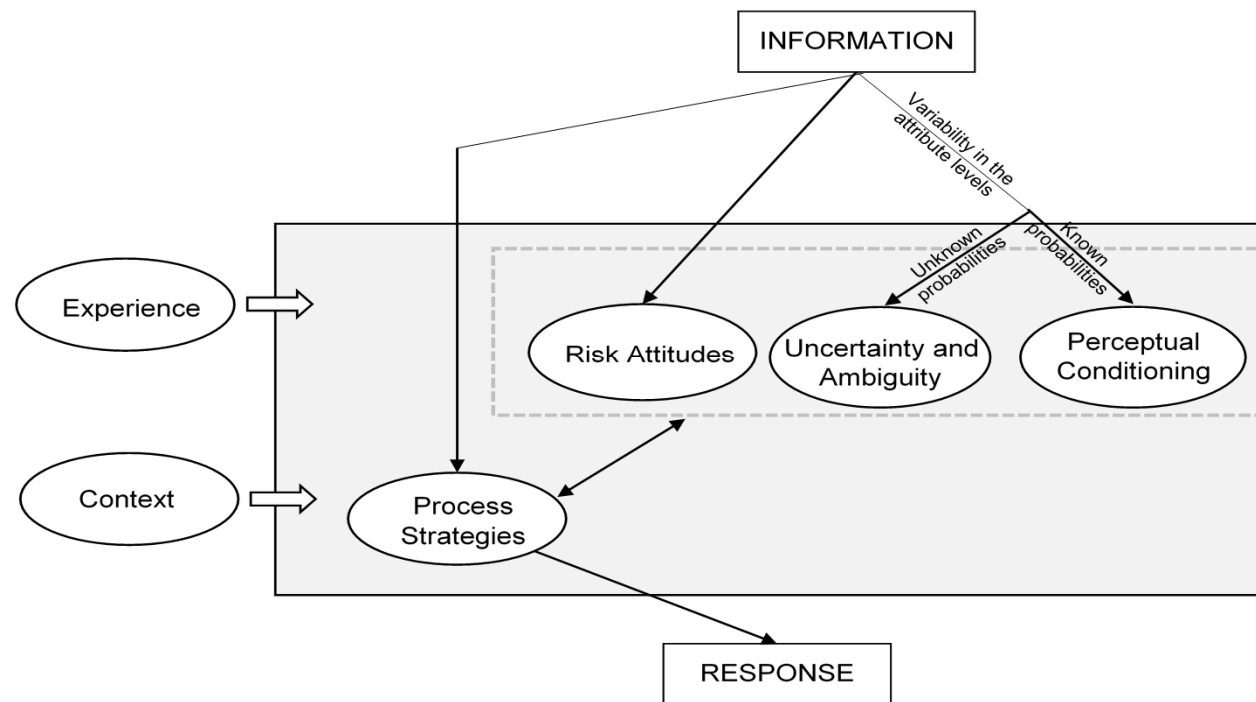 INFORMATION
Variability in the
attribute levels
Unknown
probabilities
Known
probabilities
Experience
Risk Attitudes
Uncertainty and
Ambiguity
Perceptual
Conditioning
Context
Process
Strategies
RESPONSE